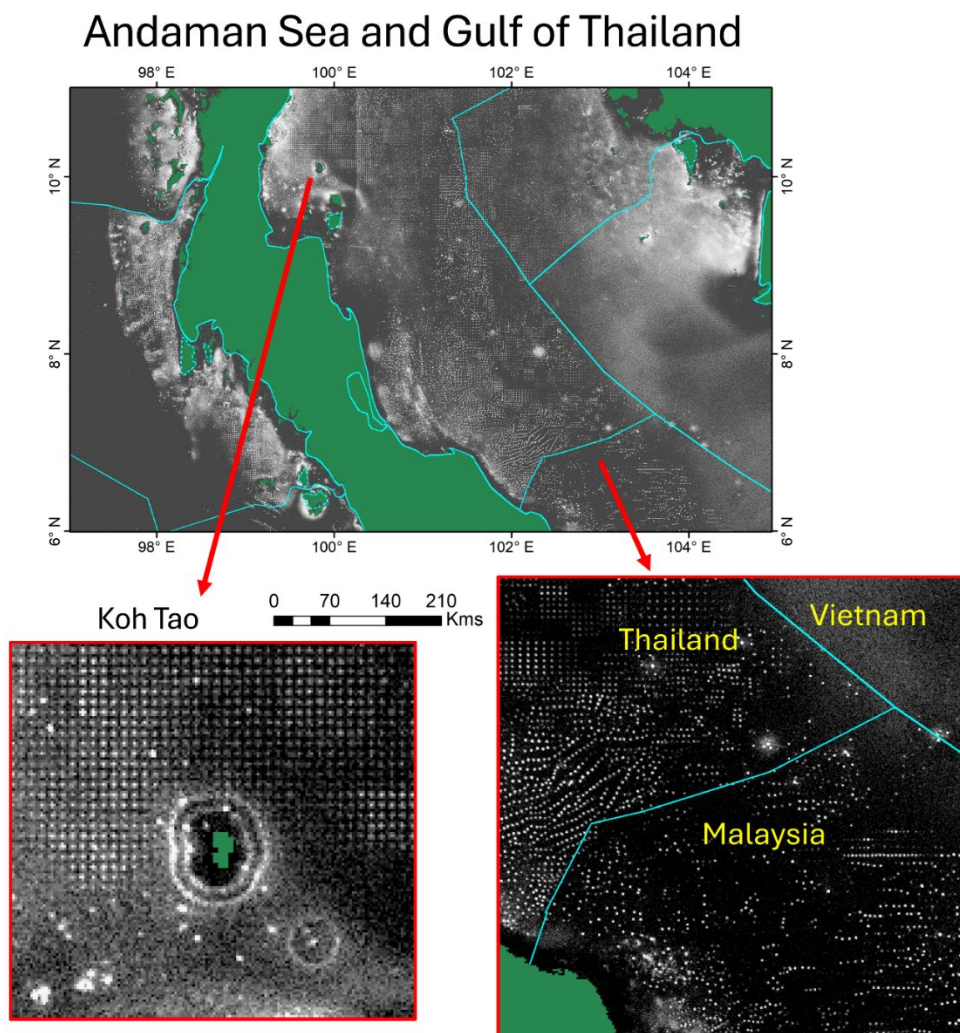 Andaman Sea and Gulf of Thailand
98° E 100° E 102° E 104° E
10° N 10° N
8° N 8° N
6° N 6° N
98° E 100° E 102° E 104° E
Koh Tao
0 70 140 210
Kms
Thailand
Vietnam
Malaysia